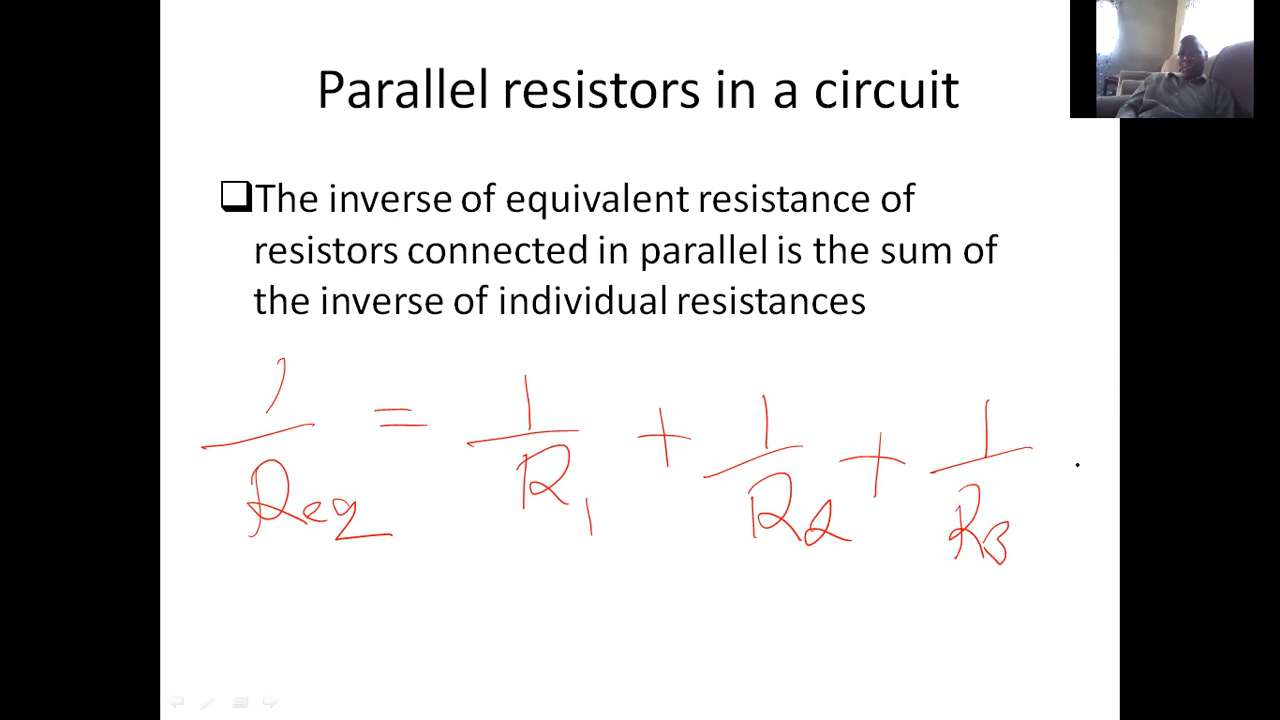 Parallel resistors in a circuit
The inverse of equivalent resistance of
resistors connected in parallel is the sum of
the inverse of individual resistances
1/Req = 1/R1 + 1/R2 + 1/R3